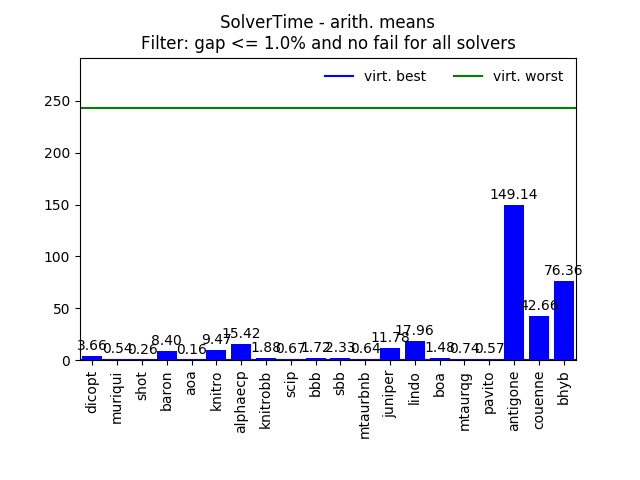 SolverTime - arith. means
Filter: gap <= 1.0% and no fail for all solvers
virt. best virt. worst
250
200
150
100
50
0
3.66 0.54 0.26 8.40 0.16 9.47 15.42 1.88 0.67 1.72 2.33 0.64 11.78 17.96 1.48 0.74 0.57 149.14 42.66 76.36
dicopt
muriqui
shot
baron
aoa
knitro
alphaecp
knitrobb
scip
bbb
sbb
mtaurbnb
juniper
lindo
boa
mtaurqg
pavito
antigone
couenne
bhyb